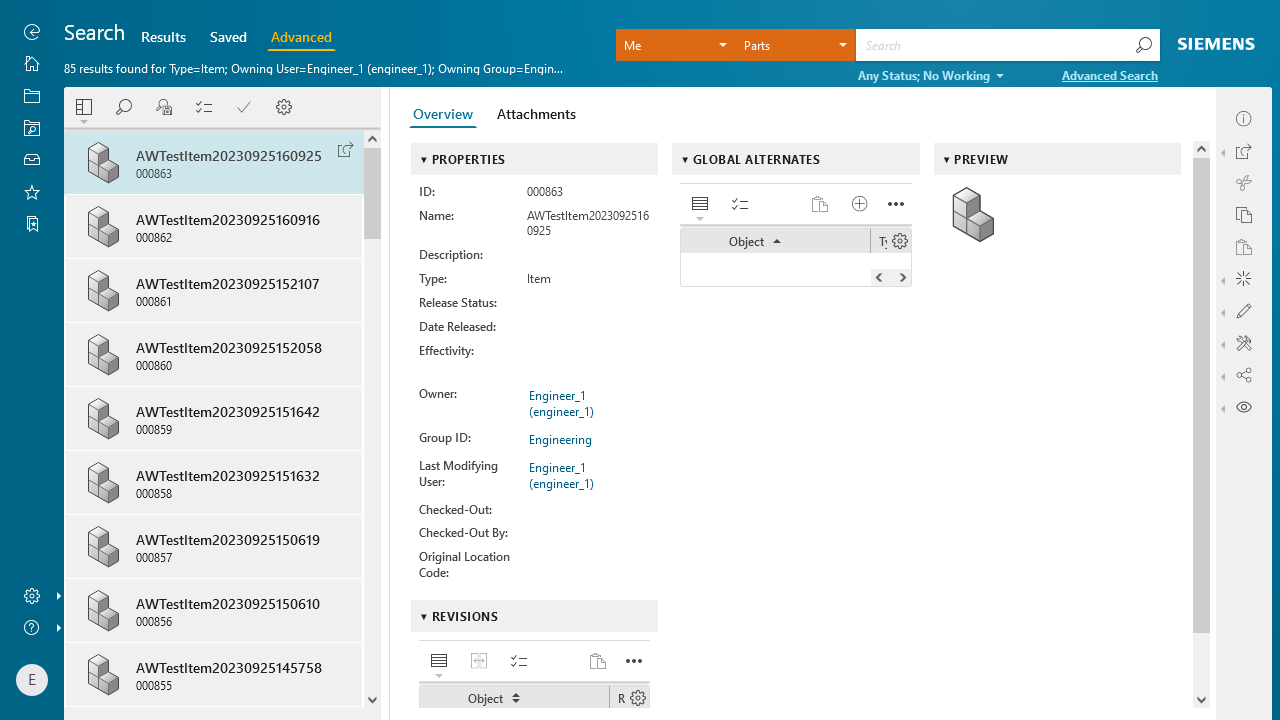 Search
Results
Saved
Advanced
85 results found for Type=Item; Owning User=Engineer_1 (engineer_1); Owning Group=Engin...
Me
Parts
Search
SIEMENS
Any Status; No Working
Advanced Search
AWTestItem20230925160925
000863
AWTestItem20230925160916
000862
AWTestItem20230925152107
000861
AWTestItem20230925152058
000860
AWTestItem20230925151642
000859
AWTestItem20230925151632
000858
AWTestItem20230925150619
000857
AWTestItem20230925150610
000856
AWTestItem20230925145758
000855
E
Overview
Attachments
PROPERTIES
ID: 000863
Name: AWTestItem2023092516
0925
Description:
Type: Item
Release Status:
Date Released:
Effectivity:
Owner: Engineer_1
(engineer_1)
Group ID: Engineering
Last Modifying
User:
Engineer_1
(engineer_1)
Checked-Out:
Checked-Out By:
Original Location
Code:
REVISIONS
Object
R
GLOBAL ALTERNATES
Object
Ty
PREVIEW